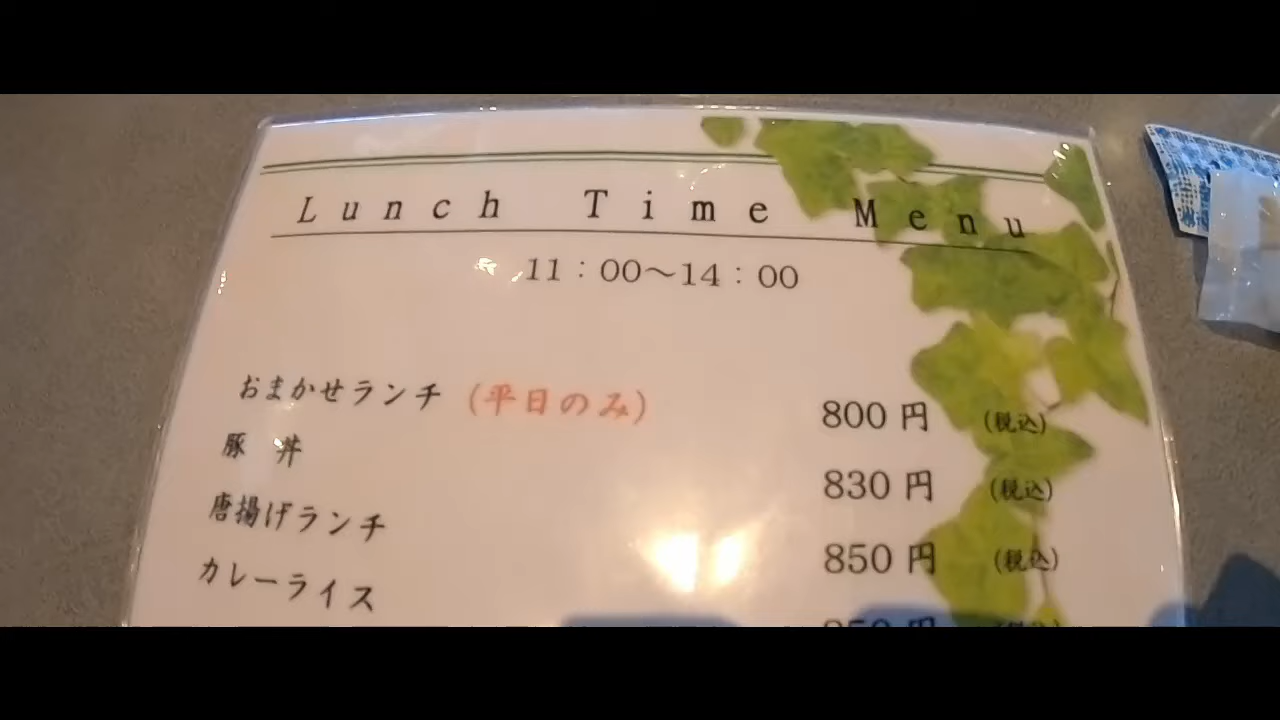 Lunch Time Menu
11:00～14:00
おまかせランチ (平日のみ) 800円 (税込)
豚丼 830円 (税込)
唐揚げランチ 850円 (税込)
カレーライス